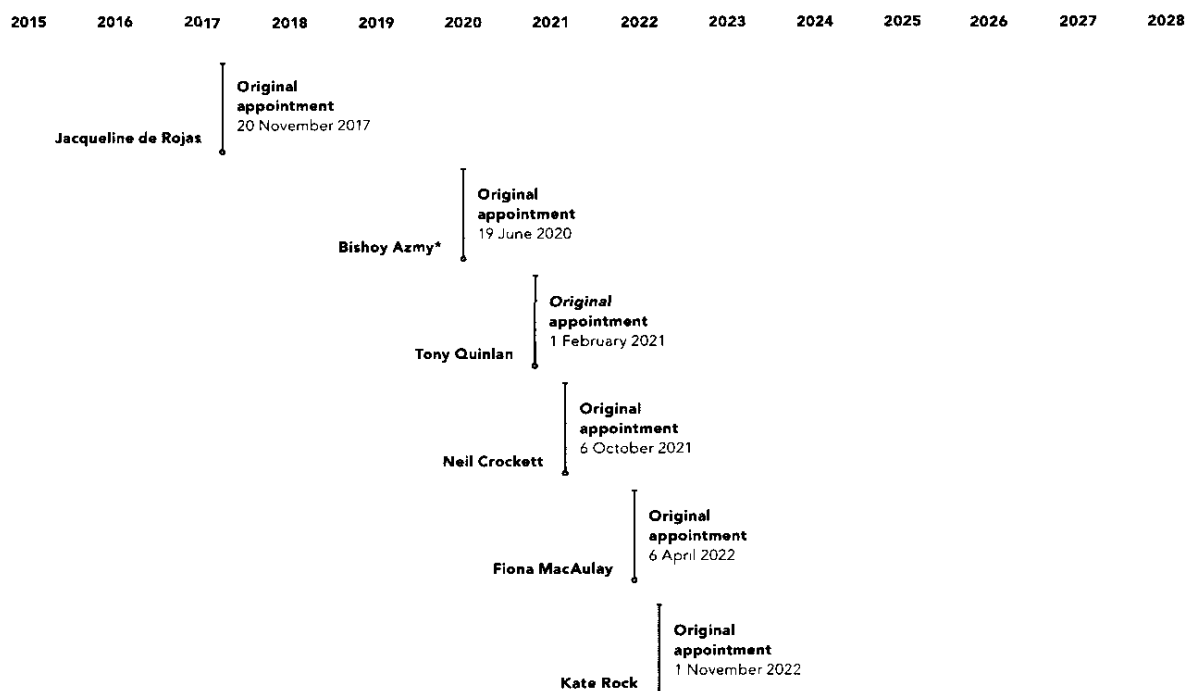 2015 2016 2017 2018 2019 2020 2021 2022 2023 2024 2025 2026 2027 2028
Original
appointment
20 November 2017
Jacqueline de Rojas
Original
appointment
19 June 2020
Bishoy Azmy*
Original
appointment
1 February 2021
Tony Quinlan
Original
appointment
6 October 2021
Neil Crockett
Original
appointment
6 April 2022
Fiona MacAulay
Original
appointment
1 November 2022
Kate Rock